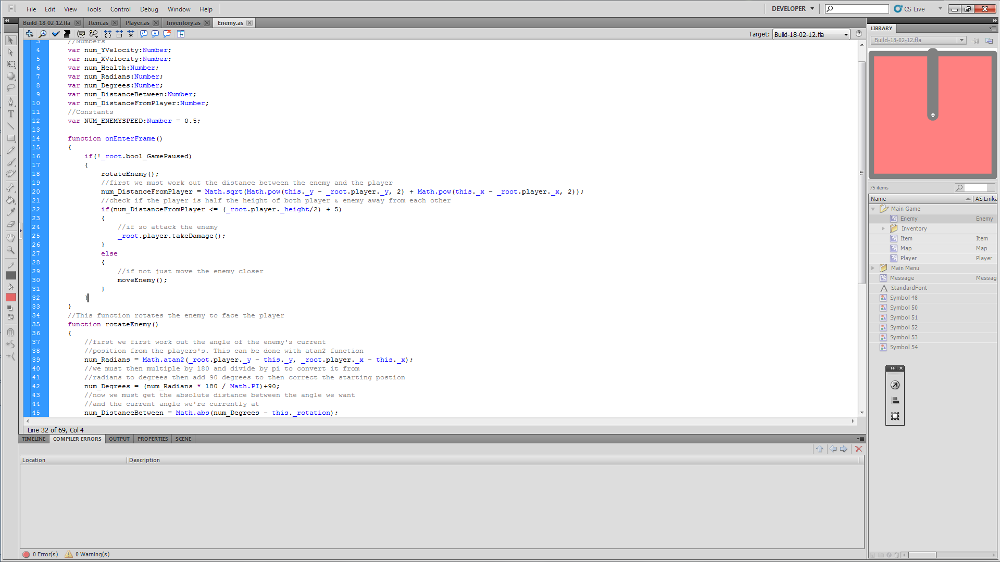 Fl File Edit View Tools Control Debug Window Help DEVELOPER CS Live
Build-18-02-12.fla Item.as Player.as Inventory.as Enemy.as
Target: Build-18-02-12.fla
3 //Numbers
4 var num_YVelocity:Number;
5 var num_XVelocity:Number;
6 var num_Health:Number;
7 var num_Radians:Number;
8 var num_Degrees:Number;
9 var num_DistanceBetween:Number;
10 var num_DistanceFromPlayer:Number;
11 //Constants
12 var NUM_ENEMYSPEED:Number = 0.5;
13
14 function onEnterFrame()
15 {
16 if(!_root.bool_GamePaused)
17 {
18 rotateEnemy();
19 //first we must work out the distance between the enemy and the player
20 num_DistanceFromPlayer = Math.sqrt(Math.pow(this._y - _root.player._y, 2) + Math.pow(this._x - _root.player._x, 2));
21 //check if the player is half the height of both player & enemy away from each other
22 if(num_DistanceFromPlayer <= (_root.player._height/2) + 5)
23 {
24 //if so attack the enemy
25 _root.player.takeDamage();
26 }
27 else
28 {
29 //if not just move the enemy closer
30 moveEnemy();
31 }
32 }
33 }
34 //This function rotates the enemy to face the player
35 function rotateEnemy()
36 {
37 //first we first work out the angle of the enemy's current
38 //position from the players's. This can be done with atan2 function
39 num_Radians = Math.atan2(_root.player._y - this._y, _root.player._x - this._x);
40 //we must then multiple by 180 and divide by pi to convert it from
41 //radians to degrees then add 90 degrees to then correct the starting postion
42 num_Degrees = (num_Radians * 180 / Math.PI)+90;
43 //now we must get the absolute distance between the angle we want
44 //and the current angle we're currently at
45 num_DistanceBetween = Math.abs(num_Degrees - this._rotation);
Line 32 of 69, Col 4
TIMELINE COMPILER ERRORS OUTPUT PROPERTIES SCENE
Location Description
0 Error(s) 0 Warning(s)
LIBRARY
Build-18-02-12.fla
75 items
Name AS Linka
Main Game
Enemy Enemy
Inventory
Item Item
Map Map
Player Player
Main Menu
Message Messag
StandardFont
Symbol 48
Symbol 50
Symbol 51
Symbol 52
Symbol 53
Symbol 54